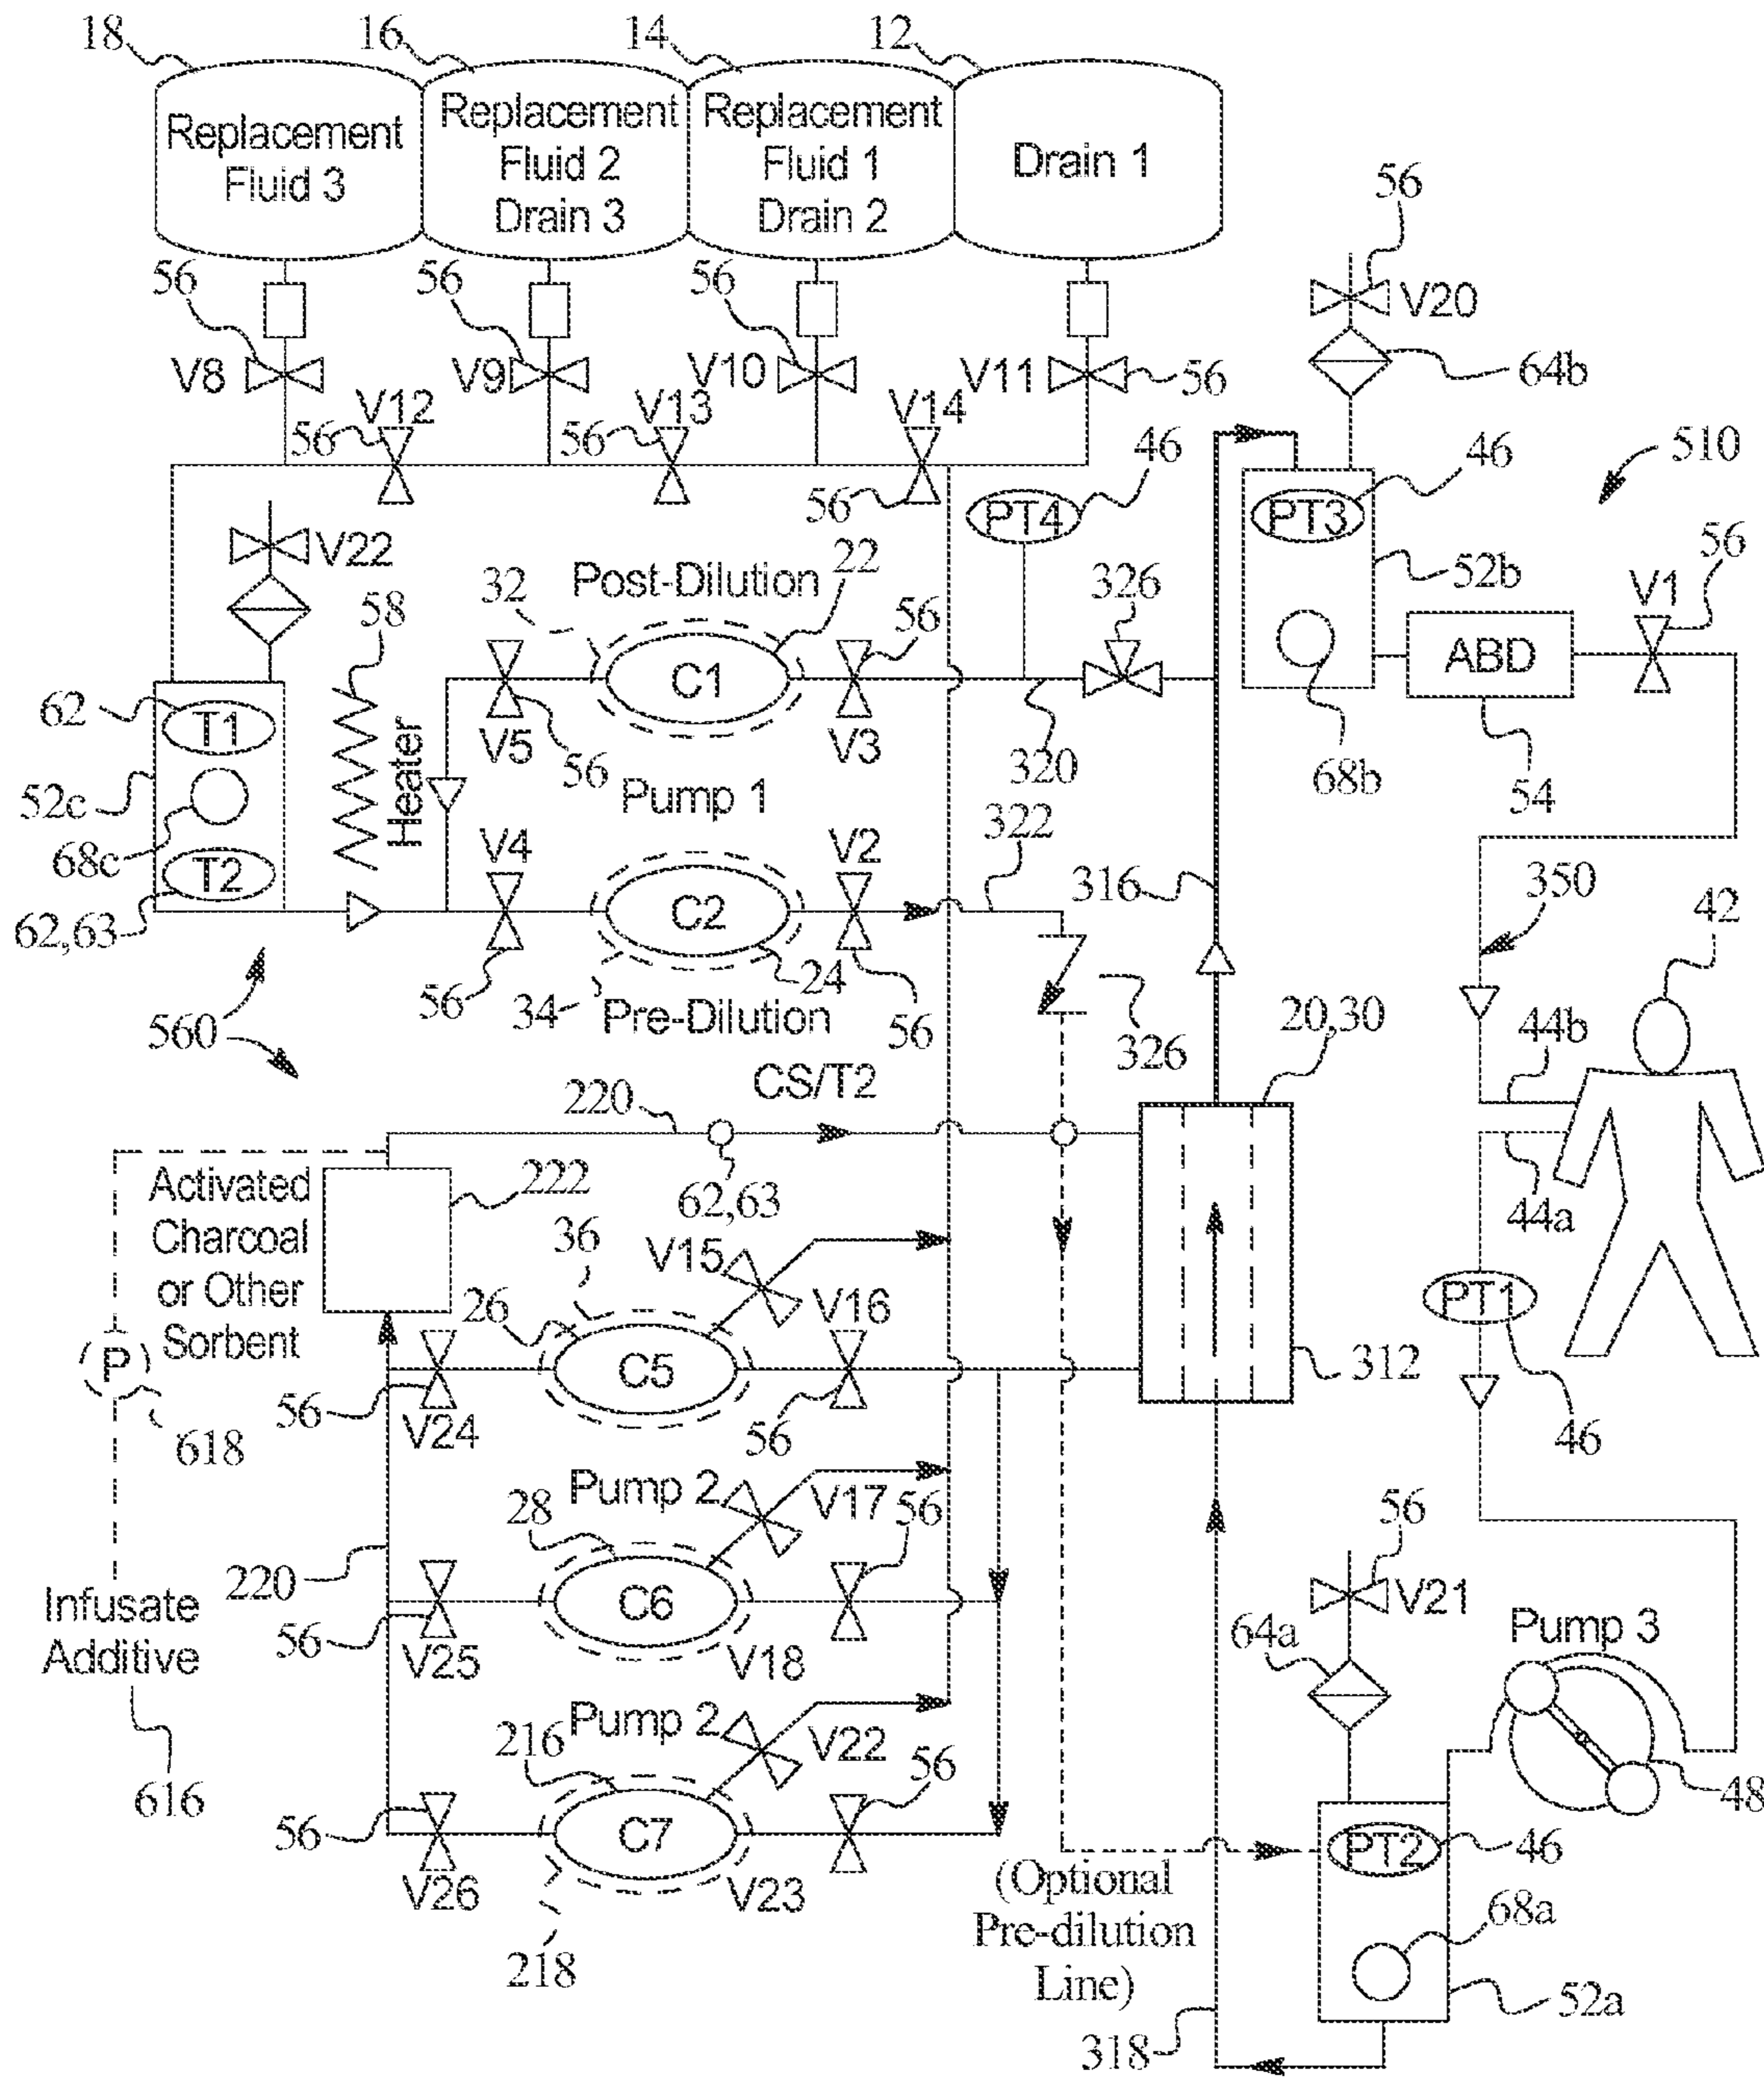 18
16
14
12
Replacement
Fluid 3
Replacement
Fluid 2
Drain 3
Replacement
Fluid 1
Drain 2
Drain 1
56
56
56
56
V20
V8
V9
V10
V11
56
64b
V12
V13
V14
56
56
56
46
46
510
PT4
PT3
V22
Post-Dilution
22
32
58
56
326
52b
V1
56
62
T1
C1
ABD
V5
56
V3
320
68b
54
52c
Heater
Pump 1
322
68c
V4
V2
T2
C2
316
350
42
62,63
56
34
24
56
560
Pre-Dilution
326
20,30
44b
CS/T2
220
Activated
Charcoal
or Other
Sorbent
222
62,63
44a
36
V15
26
V16
PT1
P
C5
312
56
V24
56
46
618
Pump 2
V17
56
28
56
220
C6
V21
Infusate
Additive
56
V25
V18
64a
Pump 3
Pump 2
216
V22
56
616
56
C7
48
V26
V23
PT2
46
218
(Optional
Pre-dilution
Line)
68a
52a
318